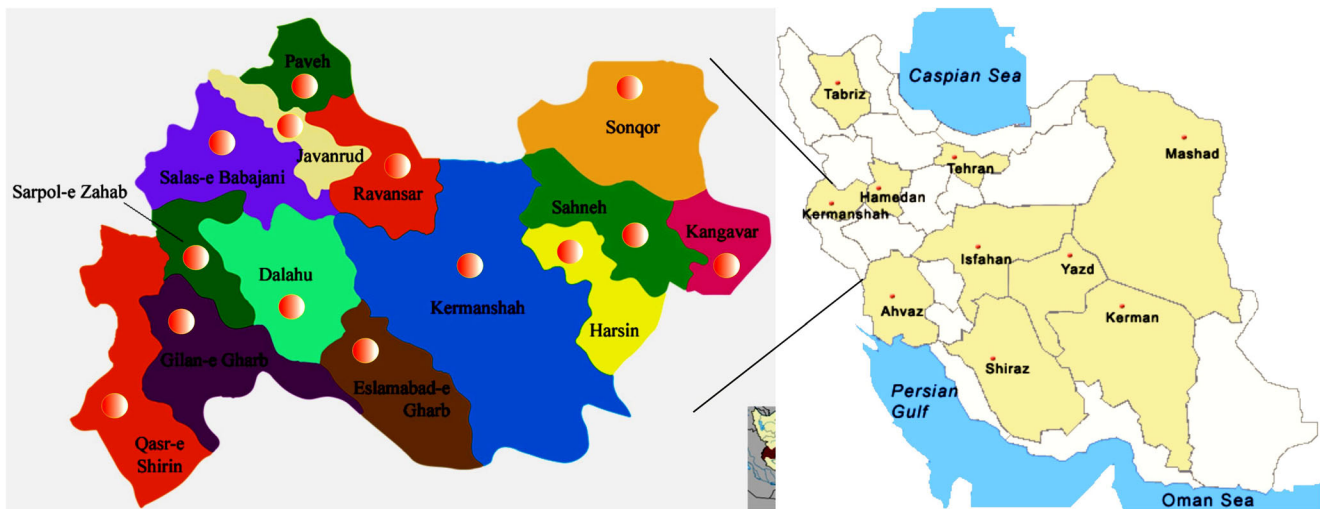 Paveh
Sonqor
Javanrud
Salas-e Babajani
Ravansar
Sarpol-e Zahab
Sahneh
Kangavar
Dalahu
Kermanshah
Harsin
Gilan-e Gharb
Eslamabad-e
Gharb
Qasr-e
Shirin
Caspian Sea
Tabriz
Mashad
Tehran
Hamedan
Kermanshah
Isfahan
Yazd
Ahvaz
Kerman
Shiraz
Persian
Gulf
Oman Sea